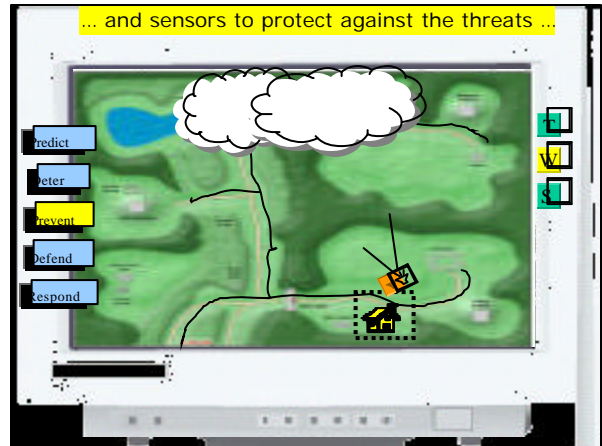 ... and sensors to protect against the threats ...
Predict
Deter
Prevent
Defend
Respond
T
W
S